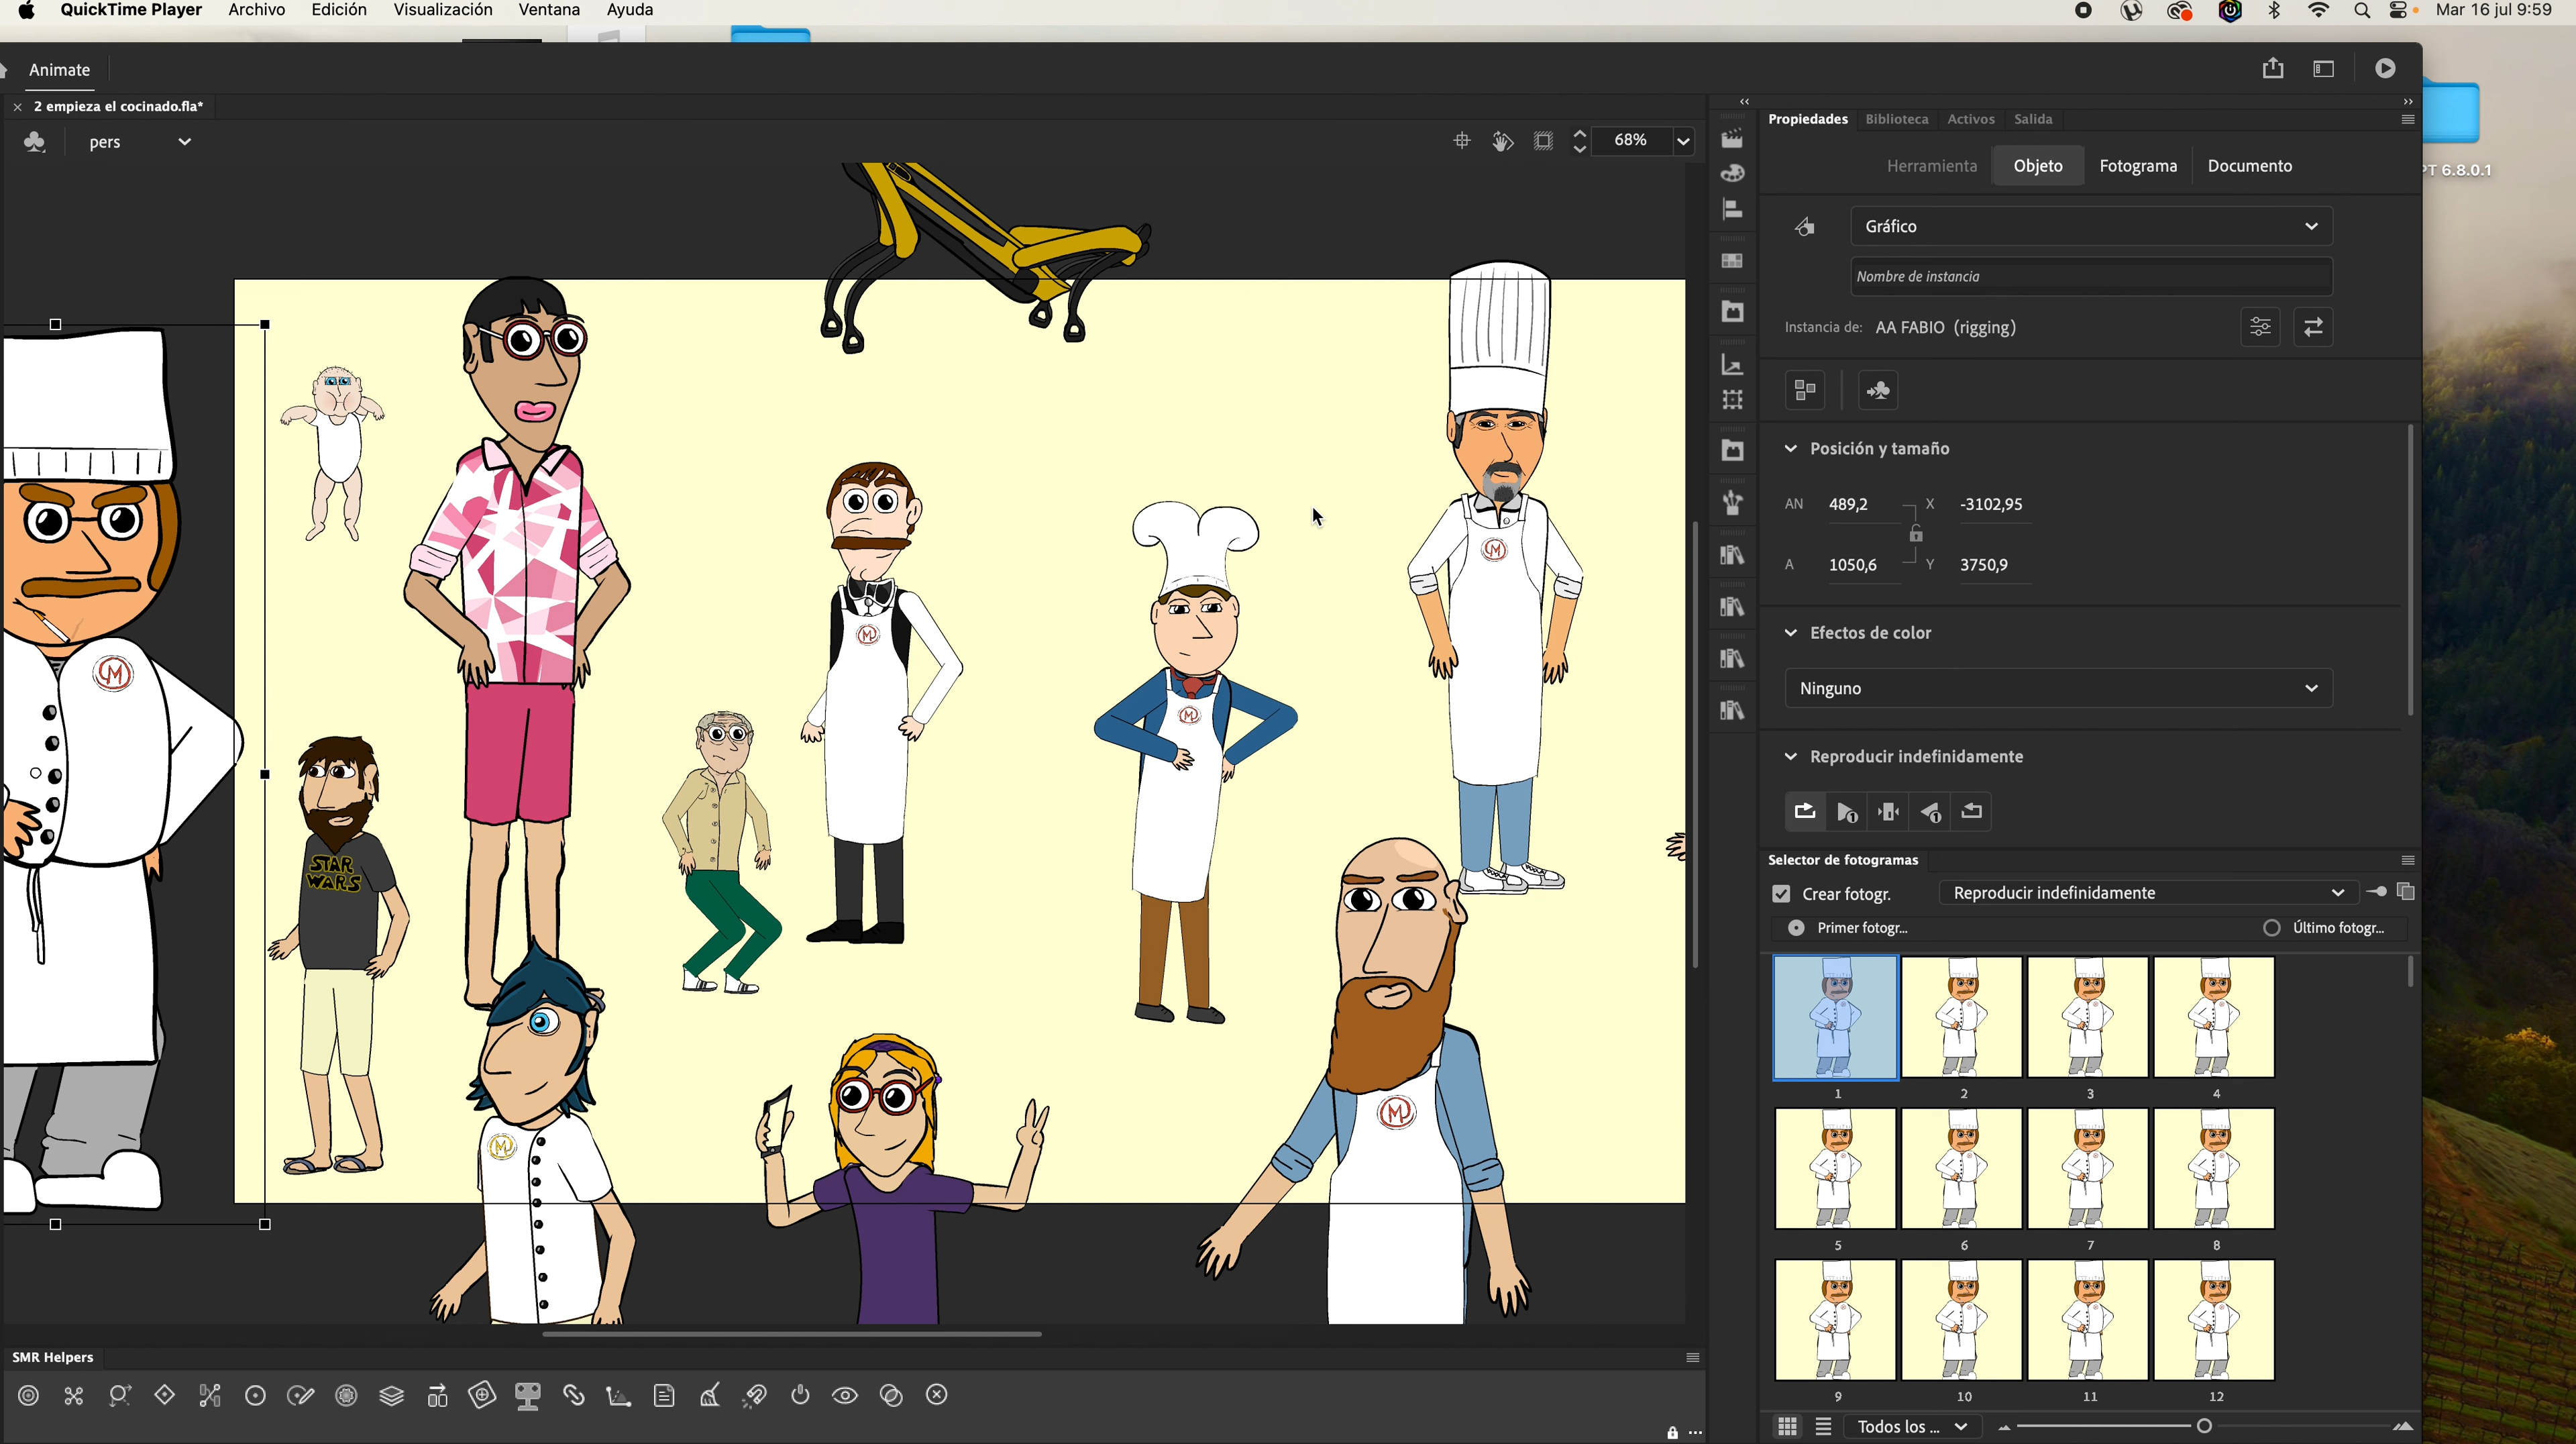 QuickTime Player Archivo Edición Visualización Ventana Ayuda
Mar 16 jul 9:59
Animate
2 empieza el cocinado.fla*
pers
68%
PT 6.8.0.1
Propiedades Biblioteca Activos Salida
Herramienta Objeto Fotograma Documento
Gráfico
Nombre de instancia
Instancia de: AA FABIO (rigging)
Posición y tamaño
AN 489,2 X -3102,95
A 1050,6 Y 3750,9
Efectos de color
Ninguno
Reproducir indefinidamente
Selector de fotogramas
Crear fotogr. Reproducir indefinidamente
Primer fotogr... Último fotogr...
1 2 3 4
5 6 7 8
9 10 11 12
Todos los ...
STAR
WARS
SMR Helpers